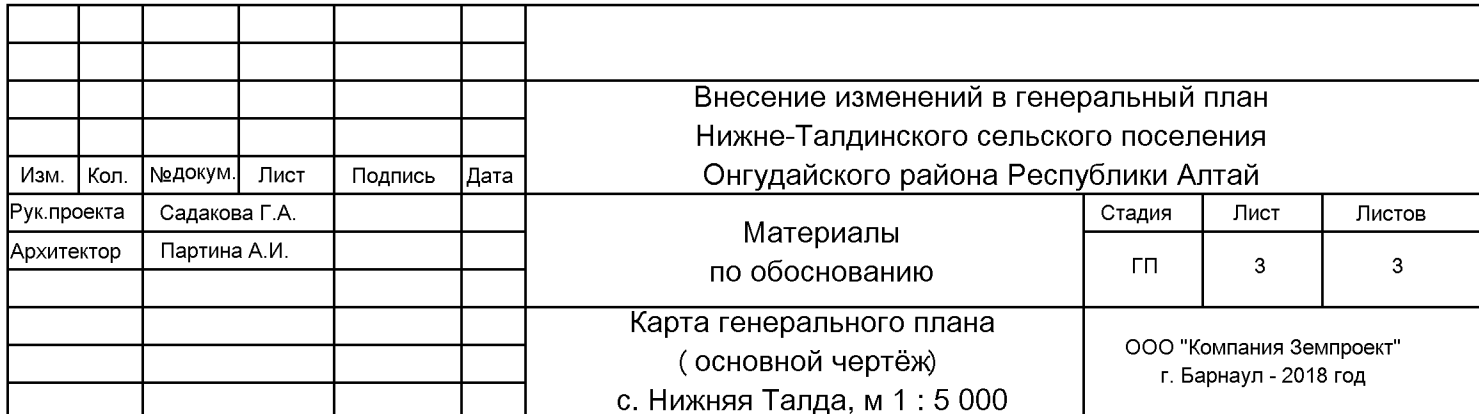 Внесение изменений в генеральный план
Нижне-Талдинского сельского поселения
Онгудайского района Республики Алтай
Изм. Кол. №докум. Лист Подпись Дата
Рук.проекта Садакова Г.А.
Архитектор Партина А.И.
Материалы
по обоснованию
Стадия Лист Листов
ГП 3 3
Карта генерального плана
( основной чертёж)
с. Нижняя Талда, м 1 : 5 000
ООО "Компания Земпроект"
г. Барнаул - 2018 год